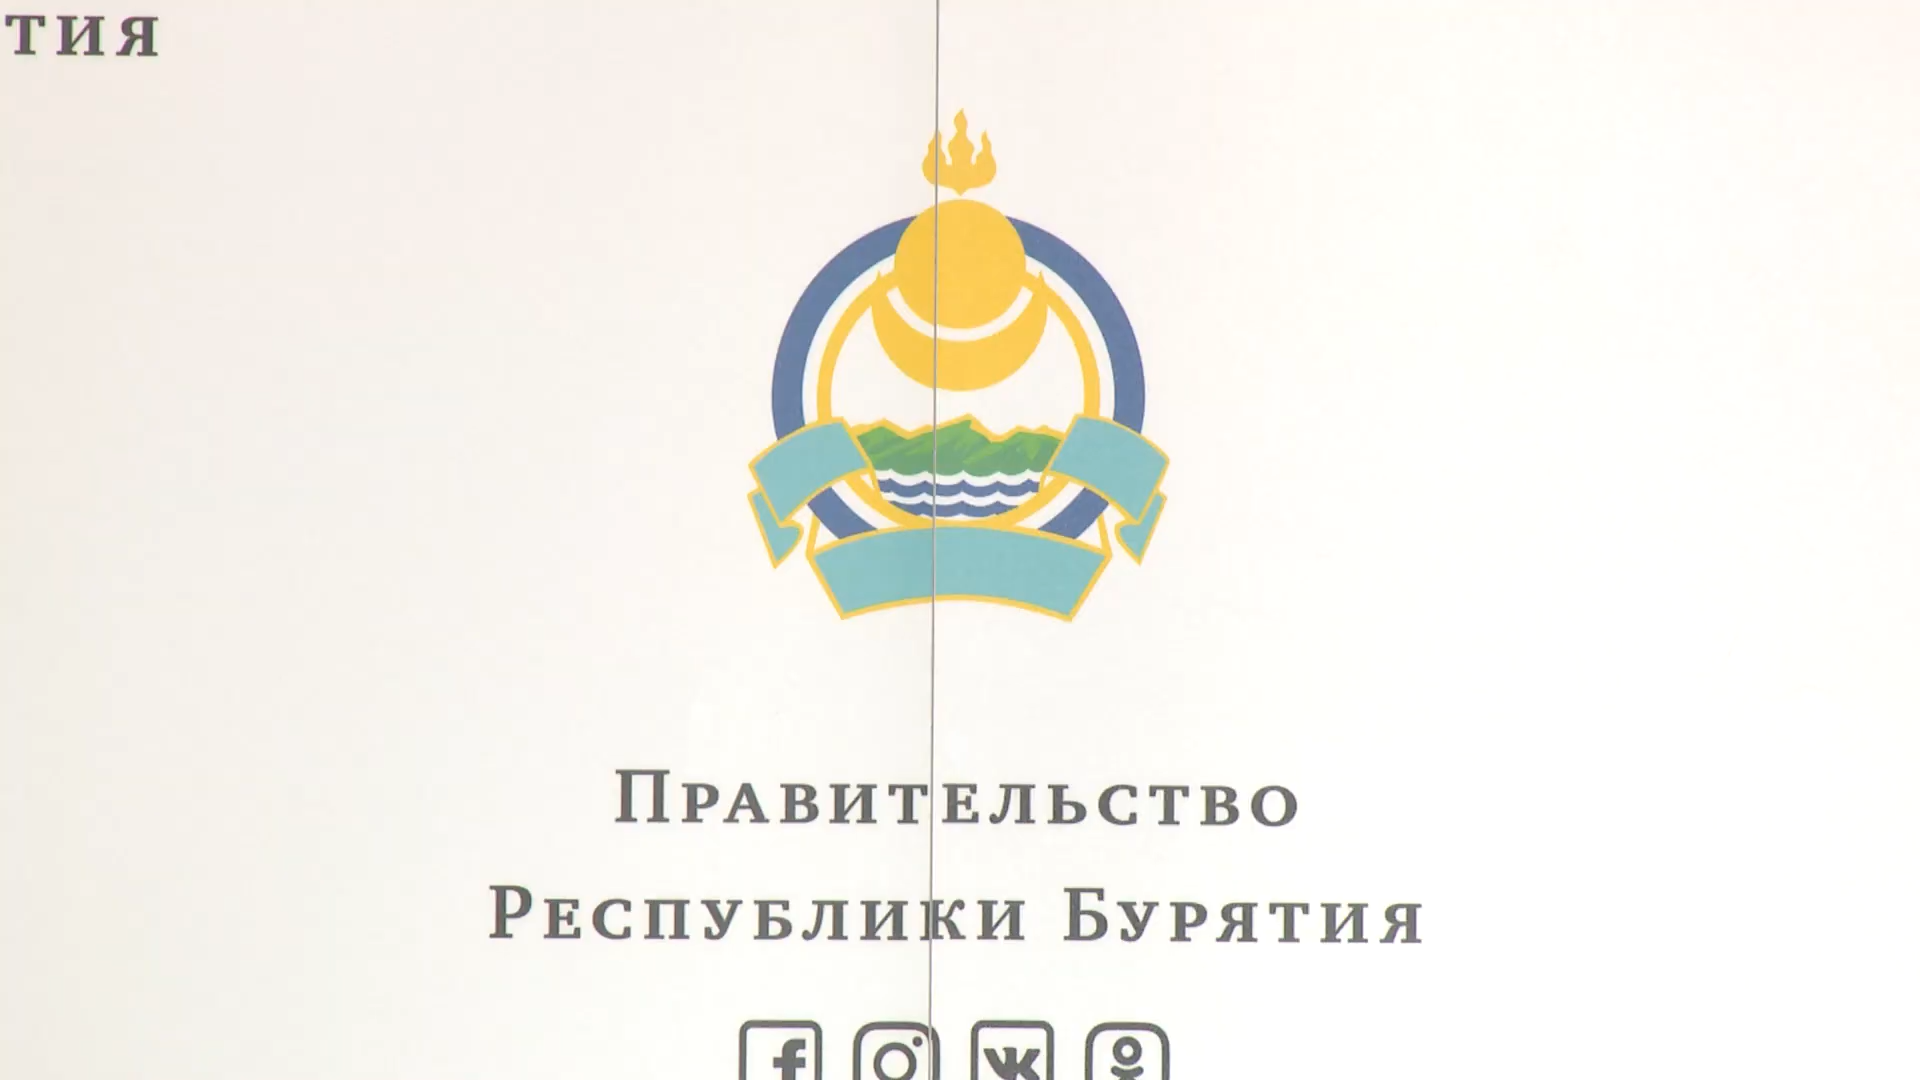 тия
Правительство
Республики Бурятия